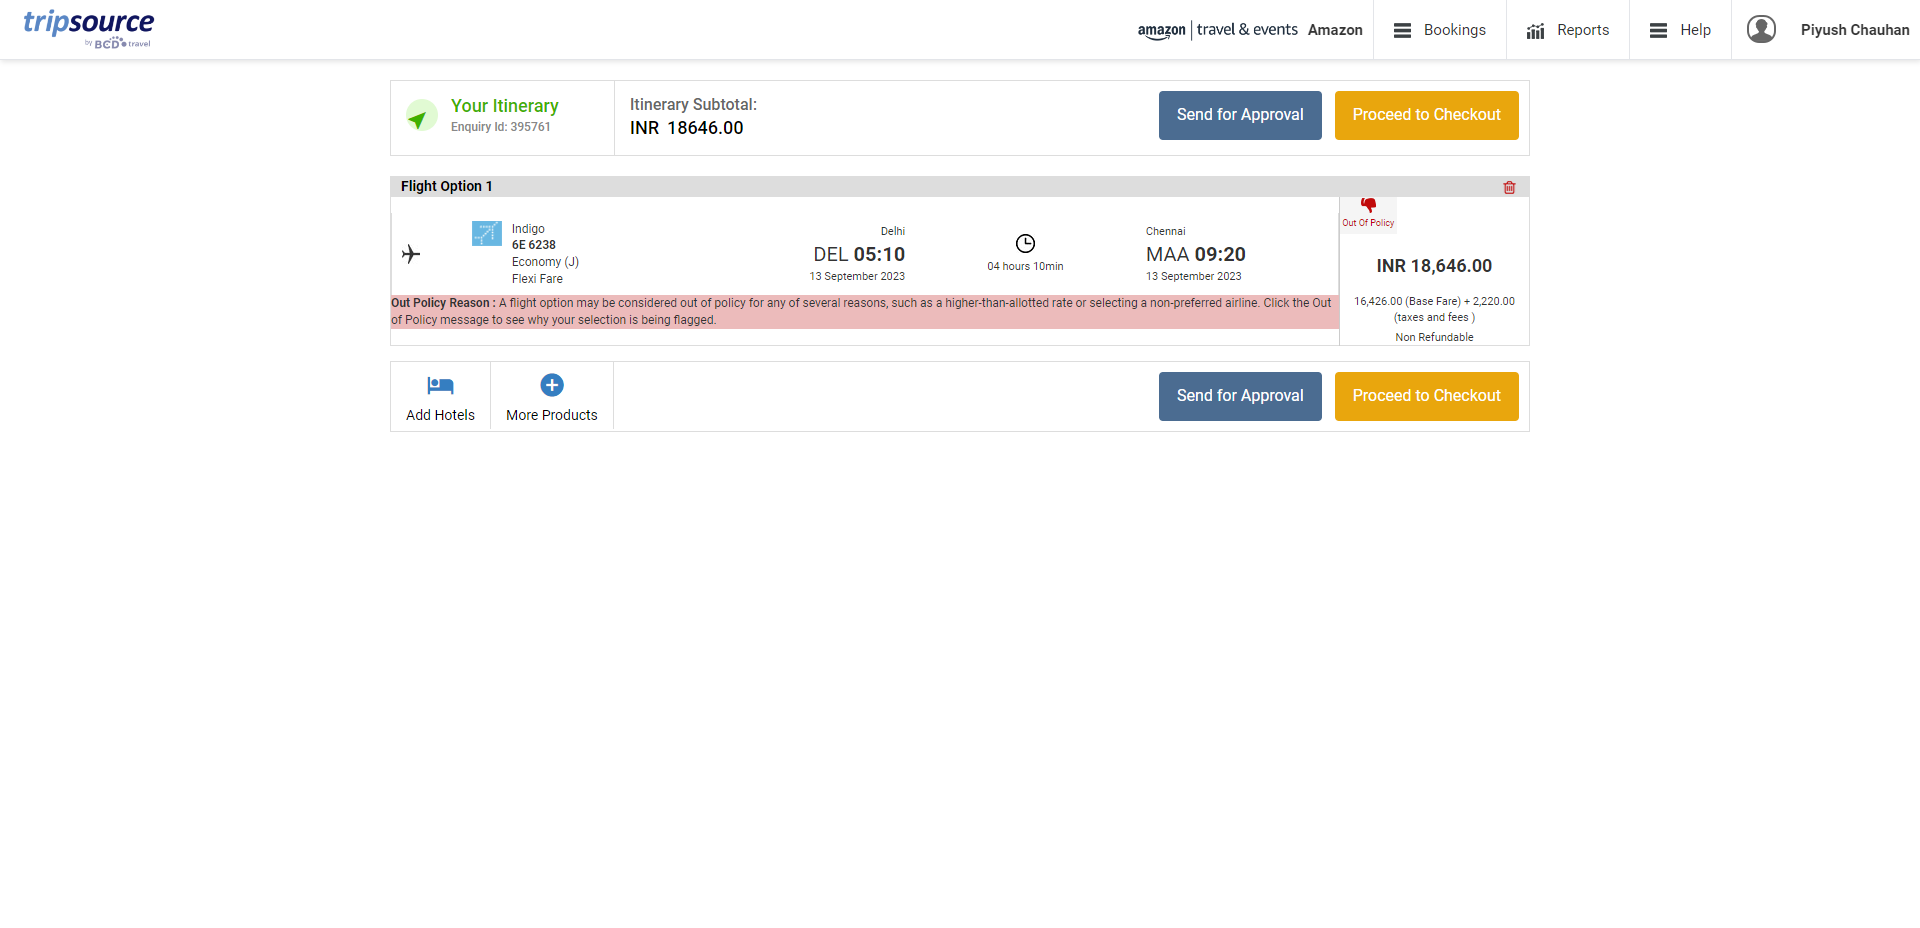 tripsource
by BCD travel
amazon | travel & events Amazon
Bookings
Reports
Help
Piyush Chauhan
Your Itinerary
Enquiry Id: 395761
Itinerary Subtotal:
INR 18646.00
Send for Approval
Proceed to Checkout
Flight Option 1
Indigo
6E 6238
Economy (J)
Flexi Fare
Delhi
DEL 05:10
13 September 2023
04 hours 10min
Chennai
MAA 09:20
13 September 2023
Out Policy Reason : A flight option may be considered out of policy for any of several reasons, such as a higher-than-allotted rate or selecting a non-preferred airline. Click the Out
of Policy message to see why your selection is being flagged.
Out Of Policy
INR 18,646.00
16,426.00 (Base Fare) + 2,220.00
(taxes and fees )
Non Refundable
Add Hotels
More Products
Send for Approval
Proceed to Checkout